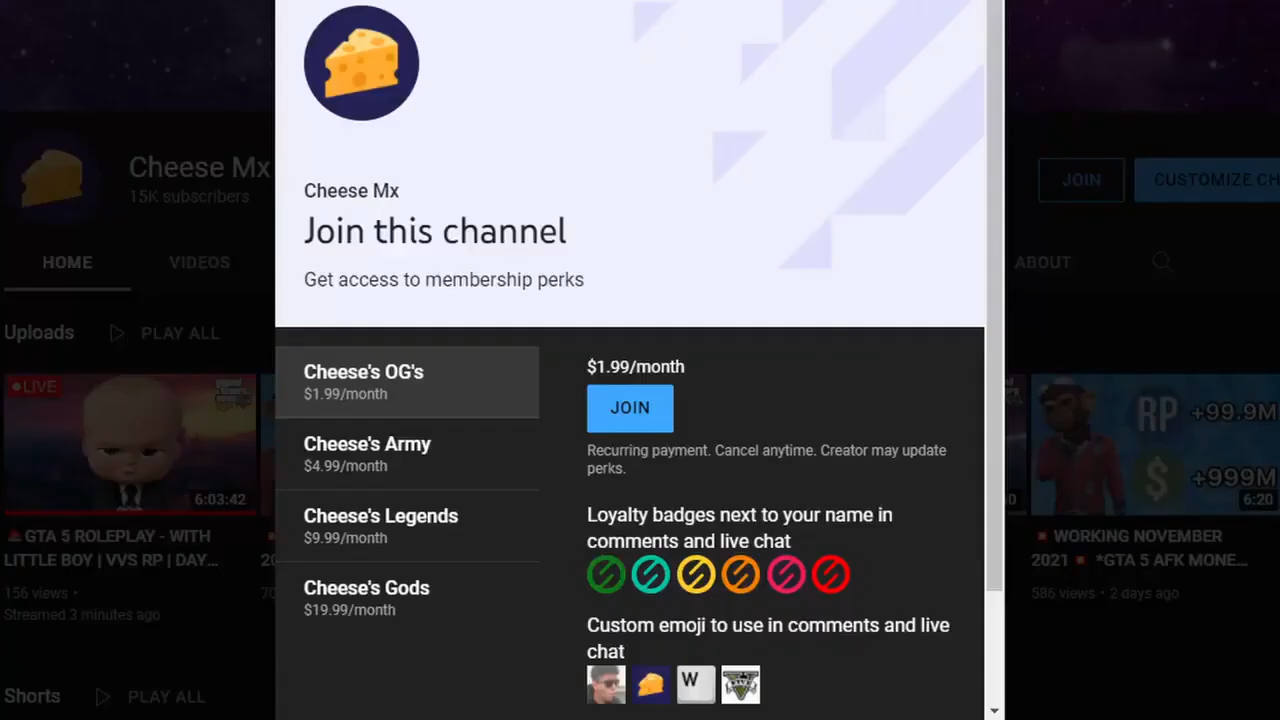 Cheese Mx
Join this channel
Get access to membership perks
Cheese's OG's
$1.99/month
Cheese's Army
$4.99/month
Cheese's Legends
$9.99/month
Cheese's Gods
$19.99/month
$1.99/month
JOIN
Recurring payment. Cancel anytime. Creator may update
perks.
Loyalty badges next to your name in
comments and live chat
Custom emoji to use in comments and live
chat
W
Cheese Mx
15K subscribers
JOIN
CUSTOMIZE CH
HOME
VIDEOS
ABOUT
Uploads
PLAY ALL
LIVE
6:03:42
GTA 5 ROLEPLAY - WITH
LITTLE BOY | VVS RP | DAY...
156 views •
Streamed 3 minutes ago
RP +99.9M
$ +999M
6:20
WORKING NOVEMBER
2021 *GTA 5 AFK MONE...
586 views • 2 days ago
Shorts
PLAY ALL